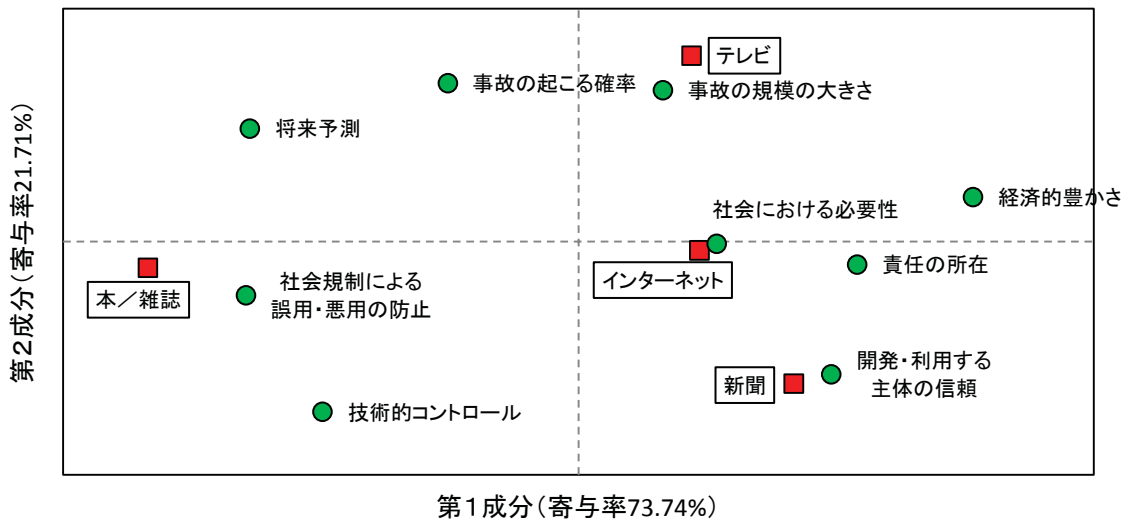 テレビ
事故の起こる確率
事故の規模の大きさ
将来予測
経済的豊かさ
社会における必要性
責任の所在
インターネット
本／雑誌
社会規制による
誤用・悪用の防止
開発・利用する
主体の信頼
新聞
技術的コントロール
第２成分（寄与率21.71%）
第１成分（寄与率73.74%）